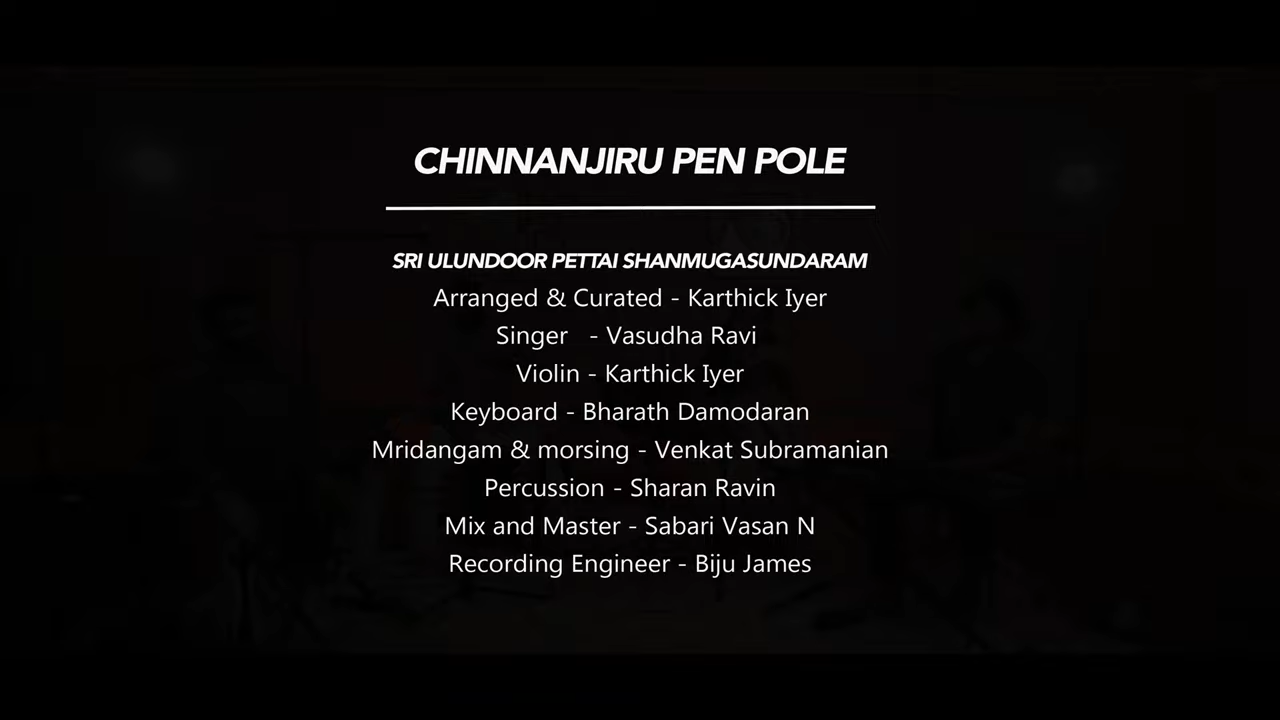 CHINNANJIRU PEN POLE
SRI ULUNDOOR PETTAI SHANMUGASUNDARAM
Arranged & Curated - Karthick Iyer
Singer - Vasudha Ravi
Violin - Karthick Iyer
Keyboard - Bharath Damodaran
Mridangam & morsing - Venkat Subramanian
Percussion - Sharan Ravin
Mix and Master - Sabari Vasan N
Recording Engineer - Biju James